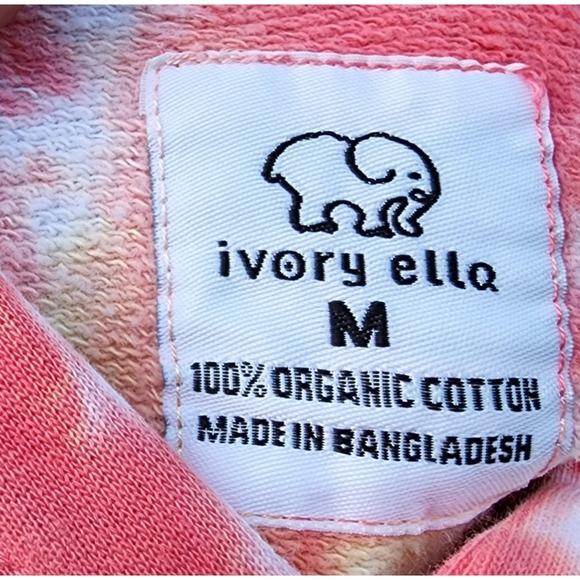 ivory ella
M
100% ORGANIC COTTON
MADE IN BANGLADESH